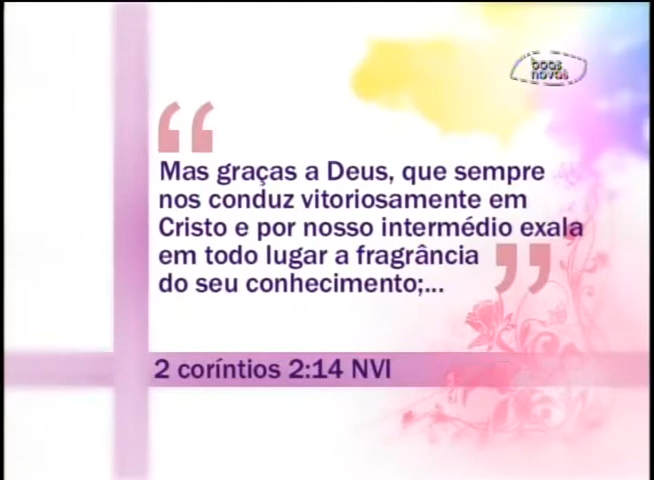 boas
novas
“
Mas graças a Deus, que sempre
nos conduz vitoriosamente em
Cristo e por nosso intermédio exala
em todo lugar a fragrância
do seu conhecimento;...
”
2 coríntios 2:14 NVI